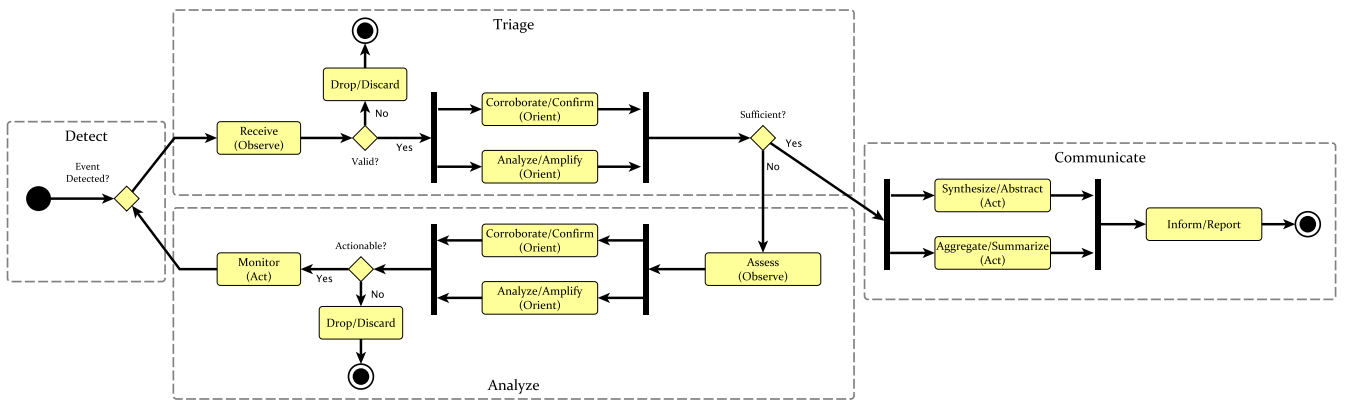 Detect
Event
Detected?
Triage
Drop/Discard
No
Receive
(Observe)
Valid?
Yes
Corroborate/Confirm
(Orient)
Analyze/Amplify
(Orient)
Sufficient?
Yes
No
Communicate
Synthesize/Abstract
(Act)
Aggregate/Summarize
(Act)
Inform/Report
Assess
(Observe)
Corroborate/Confirm
(Orient)
Analyze/Amplify
(Orient)
Actionable?
Yes
No
Monitor
(Act)
Drop/Discard
Analyze